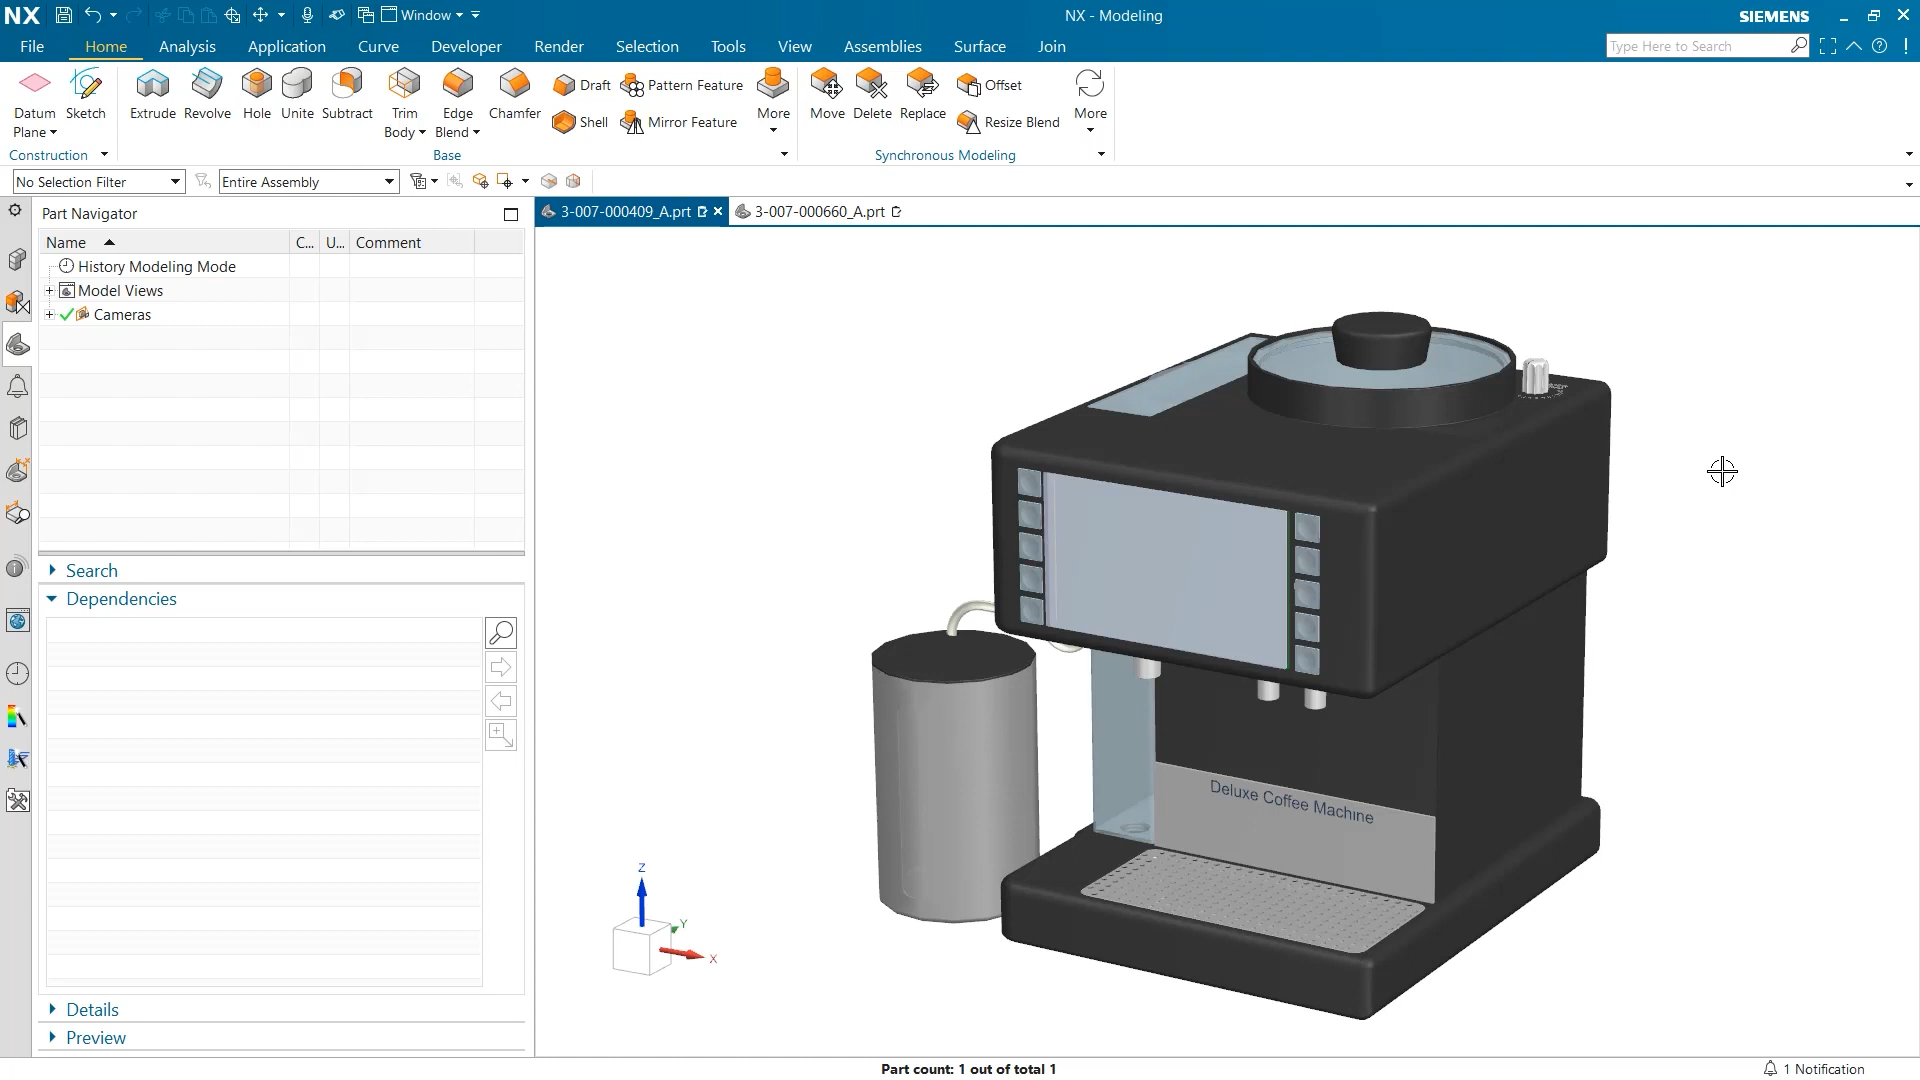 NX
Window
NX - Modeling
SIEMENS
File
Home
Analysis
Application
Curve
Developer
Render
Selection
Tools
View
Assemblies
Surface
Join
Type Here to Search
Datum
Plane
Sketch
Extrude
Revolve
Hole
Unite
Subtract
Trim
Body
Edge
Blend
Chamfer
Draft
Shell
Pattern Feature
Mirror Feature
More
Move
Delete
Replace
Offset
Resize Blend
More
Construction
Base
Synchronous Modeling
No Selection Filter
Entire Assembly
Part Navigator
3-007-000409_A.prt
3-007-000660_A.prt
Name
C...
U...
Comment
History Modeling Mode
Model Views
Cameras
Search
Dependencies
Details
Preview
Deluxe Coffee Machine
Z
Y
X
Part count: 1 out of total 1
1 Notification